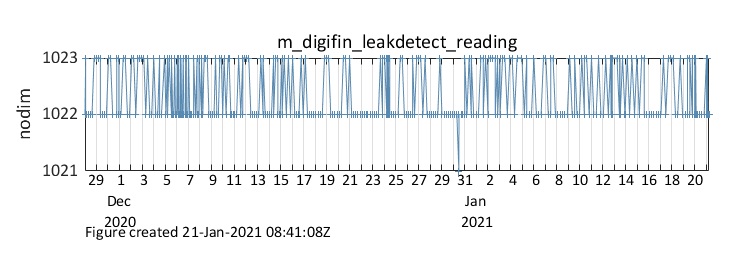 m_digifin_leakdetect_reading
1023
1022
1021
nodim
29 1 3 5 7 9 11 13 15 17 19 21 23 25 27 29 31 2 4 6 8 10 12 14 16 18 20
Dec Jan
2020 2021
Figure created 21-Jan-2021 08:41:08Z